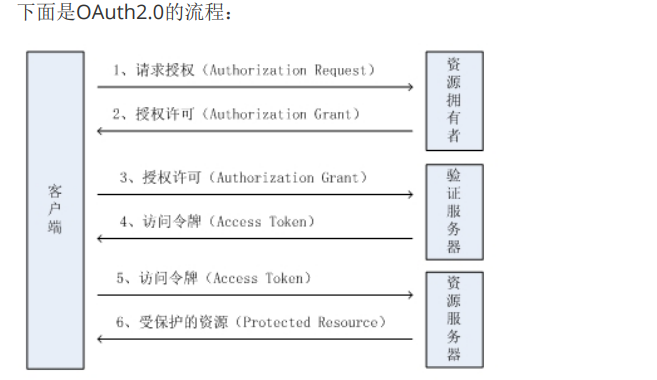 下面是OAuth2.0的流程：
客户端
1、请求授权（Authorization Request）
2、授权许可（Authorization Grant）
资源拥有者
3、授权许可（Authorization Grant）
4、访问令牌（Access Token）
验证服务器
5、访问令牌（Access Token）
6、受保护的资源（Protected Resource）
资源服务器